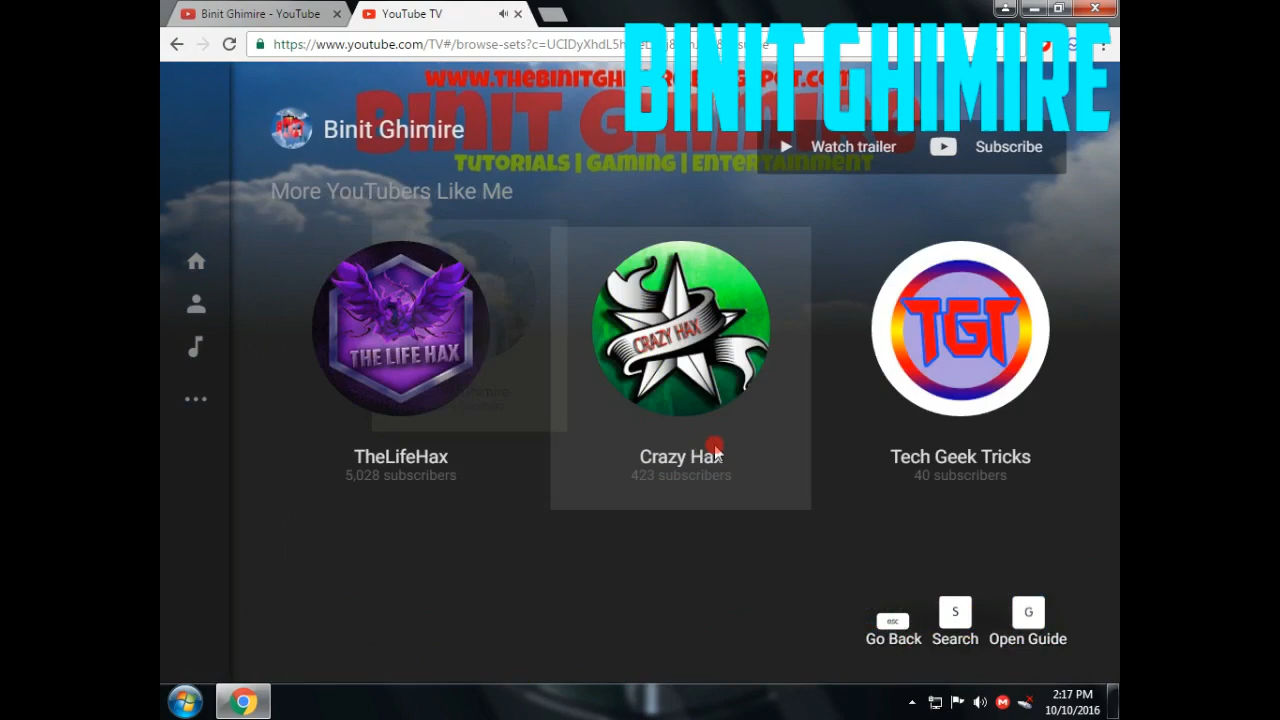 Binit Ghimire - YouTube
YouTube TV
https://www.youtube.com/TV#/browse-sets?c=UCIDyXhdL5h
BINIT GHIMIRE
Binit Ghimire
TUTORIALS | GAMING | ENTERTAINMENT
Watch trailer
Subscribe
More YouTubers Like Me
THE LIFE HAX
CRAZY HAX
TGT
TheLifeHax
Crazy Hax
Tech Geek Tricks
5,028 subscribers
423 subscribers
40 subscribers
esc
S
G
Go Back
Search
Open Guide
2:17 PM
10/10/2016